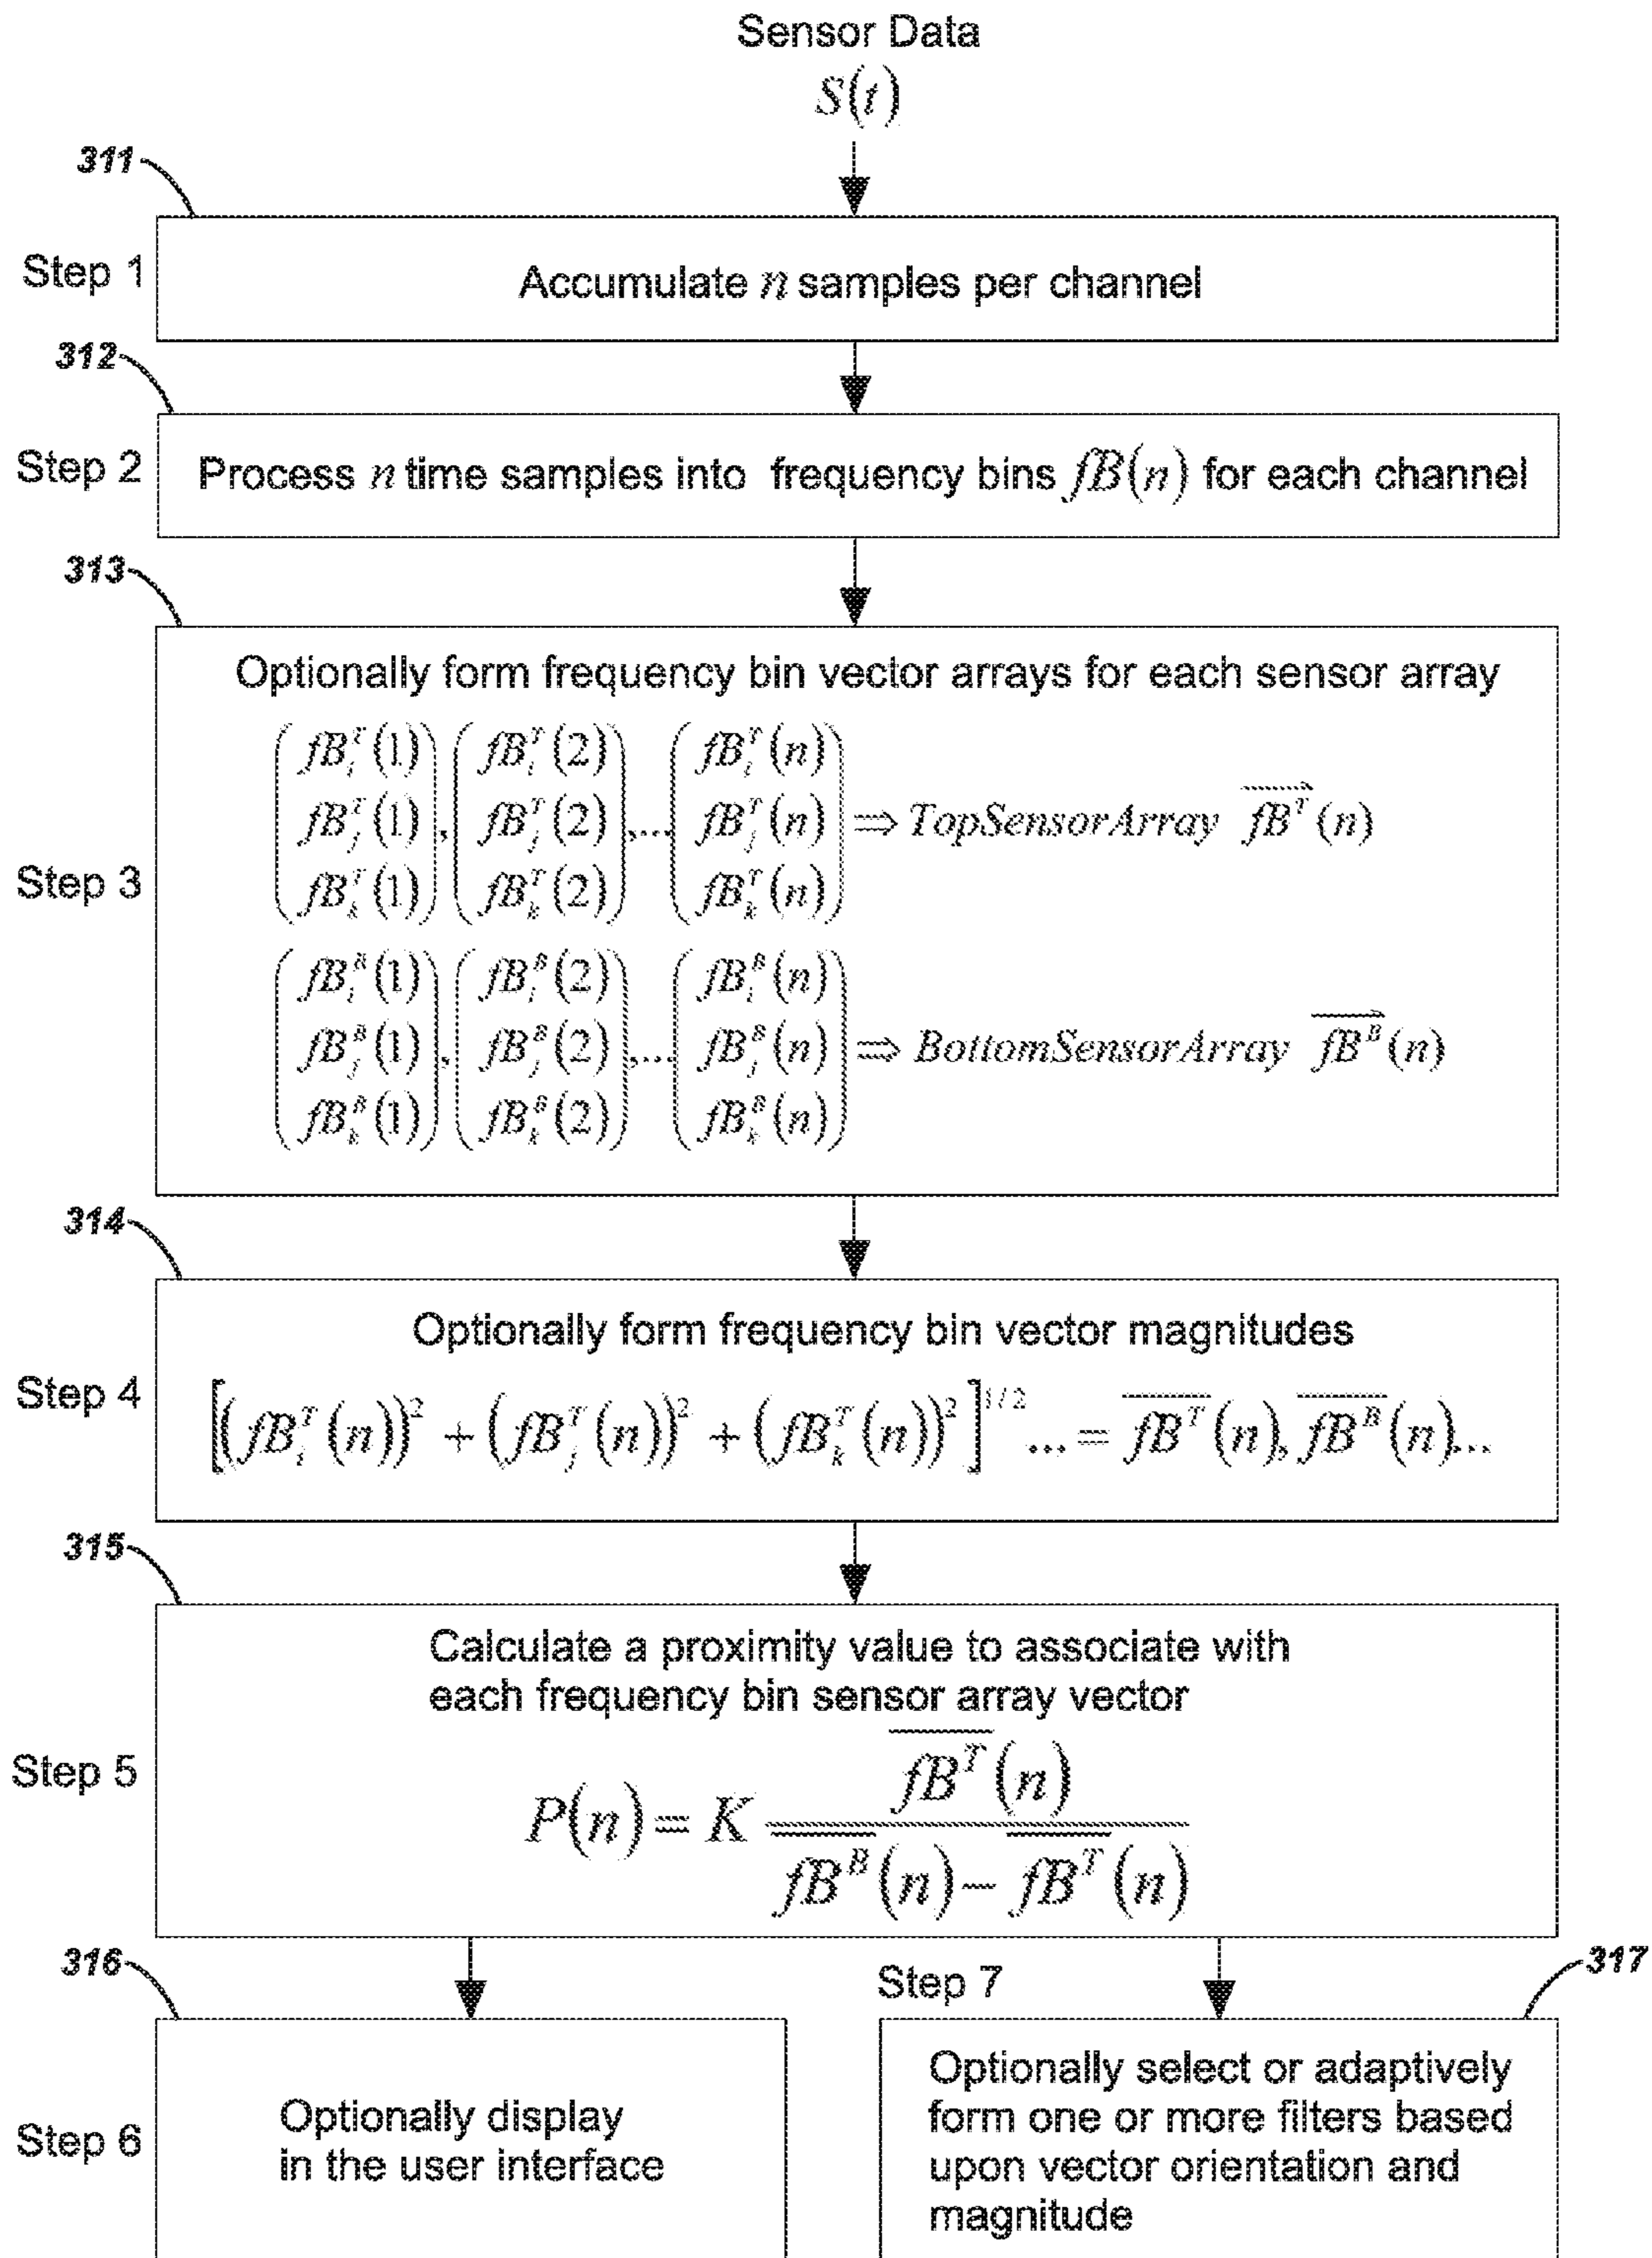 Sensor Data
S(t)
311
Step 1
Accumulate n samples per channel
312
Step 2
Process n time samples into frequency bins fB(n) for each channel
313
Step 3
Optionally form frequency bin vector arrays for each sensor array
(fB_i^T(1) fB_j^T(1) fB_k^T(1)), (fB_i^T(2) fB_j^T(2) fB_k^T(2)),... (fB_i^T(n) fB_j^T(n) fB_k^T(n)) ⇒ TopSensorArray fB^T(n)
(fB_i^B(1) fB_j^B(1) fB_k^B(1)), (fB_i^B(2) fB_j^B(2) fB_k^B(2)),... (fB_i^B(n) fB_j^B(n) fB_k^B(n)) ⇒ BottomSensorArray fB^B(n)
314
Step 4
Optionally form frequency bin vector magnitudes
[(fB_i^T(n))^2 + (fB_j^T(n))^2 + (fB_k^T(n))^2]^1/2 ... = fB^T(n), fB^B(n)...
315
Step 5
Calculate a proximity value to associate with
each frequency bin sensor array vector
P(n) = K fB^T(n) / fB^B(n) − fB^T(n)
316
Step 6
Optionally display
in the user interface
Step 7
317
Optionally select or adaptively
form one or more filters based
upon vector orientation and
magnitude